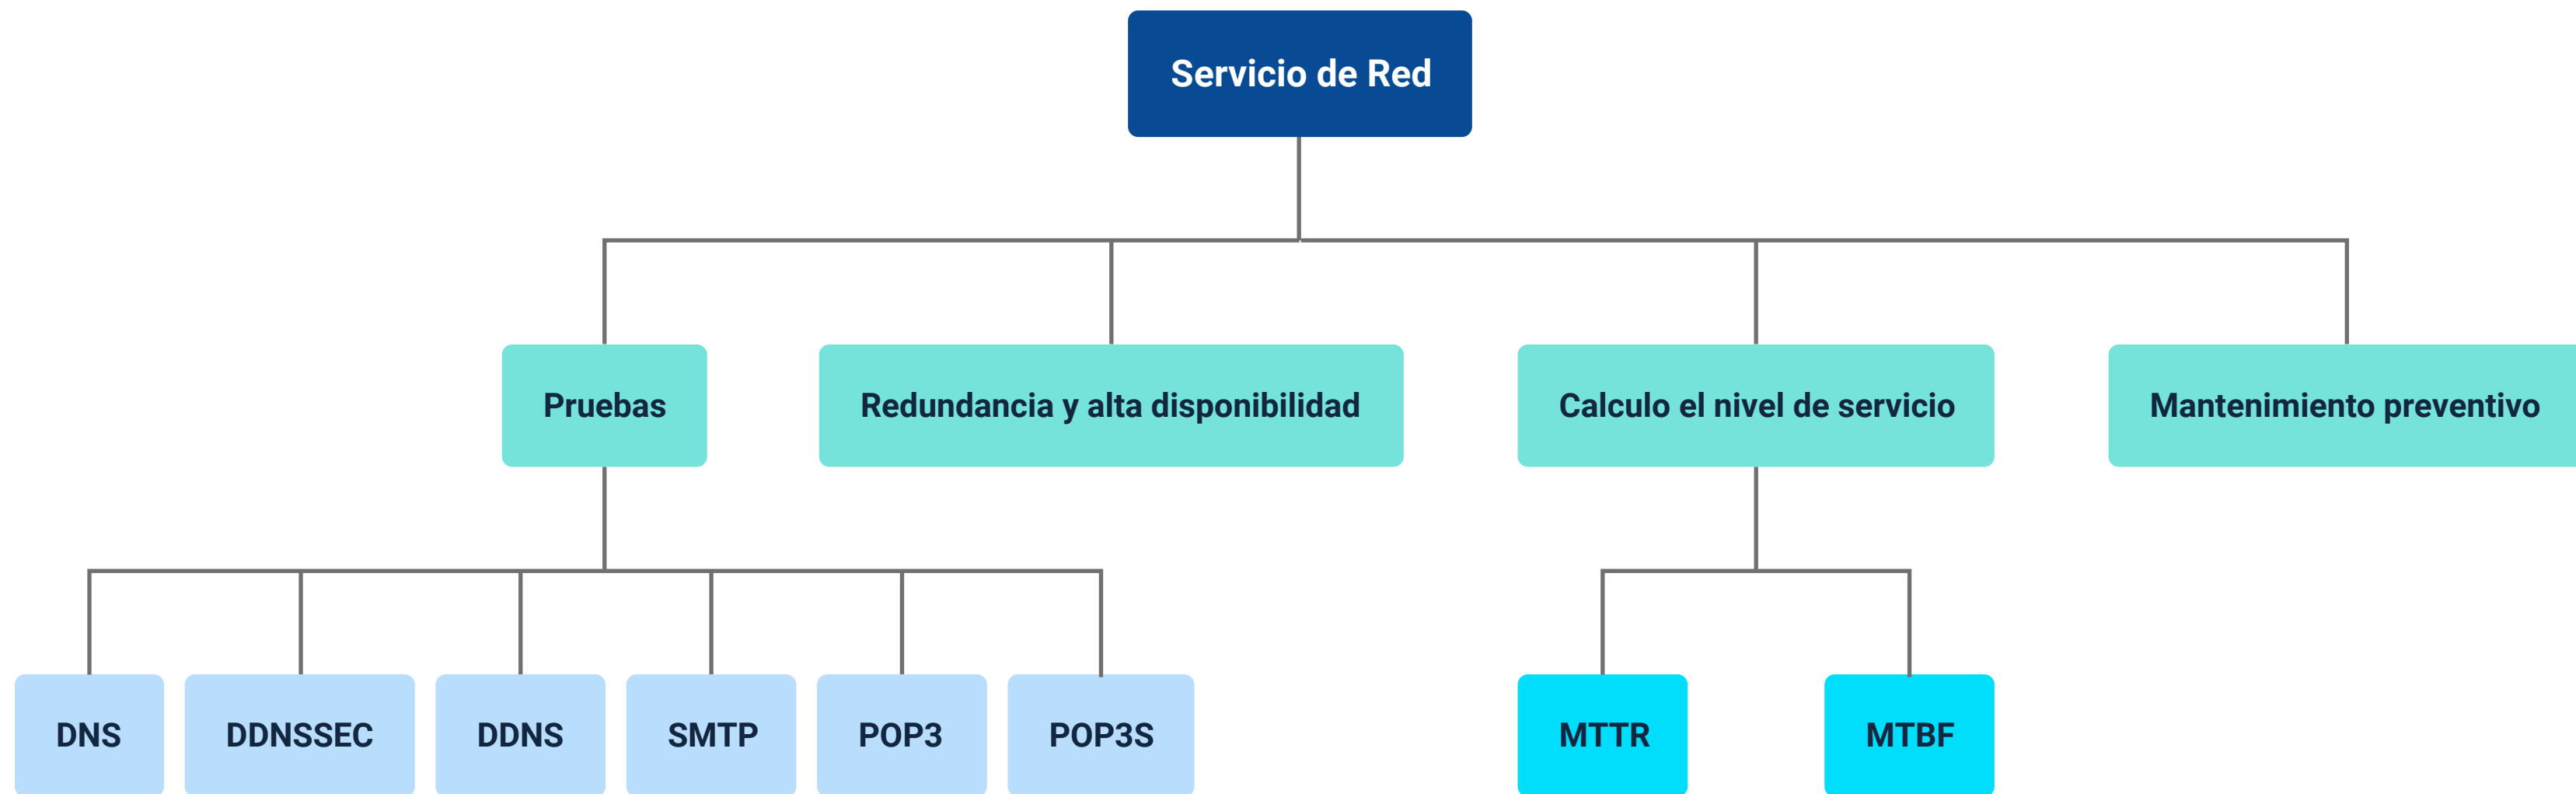 Servicio de Red
Pruebas
Redundancia y alta disponibilidad
Calculo el nivel de servicio
Mantenimiento preventivo
DNS
DDNSSEC
DDNS
SMTP
POP3
POP3S
MTTR
MTBF